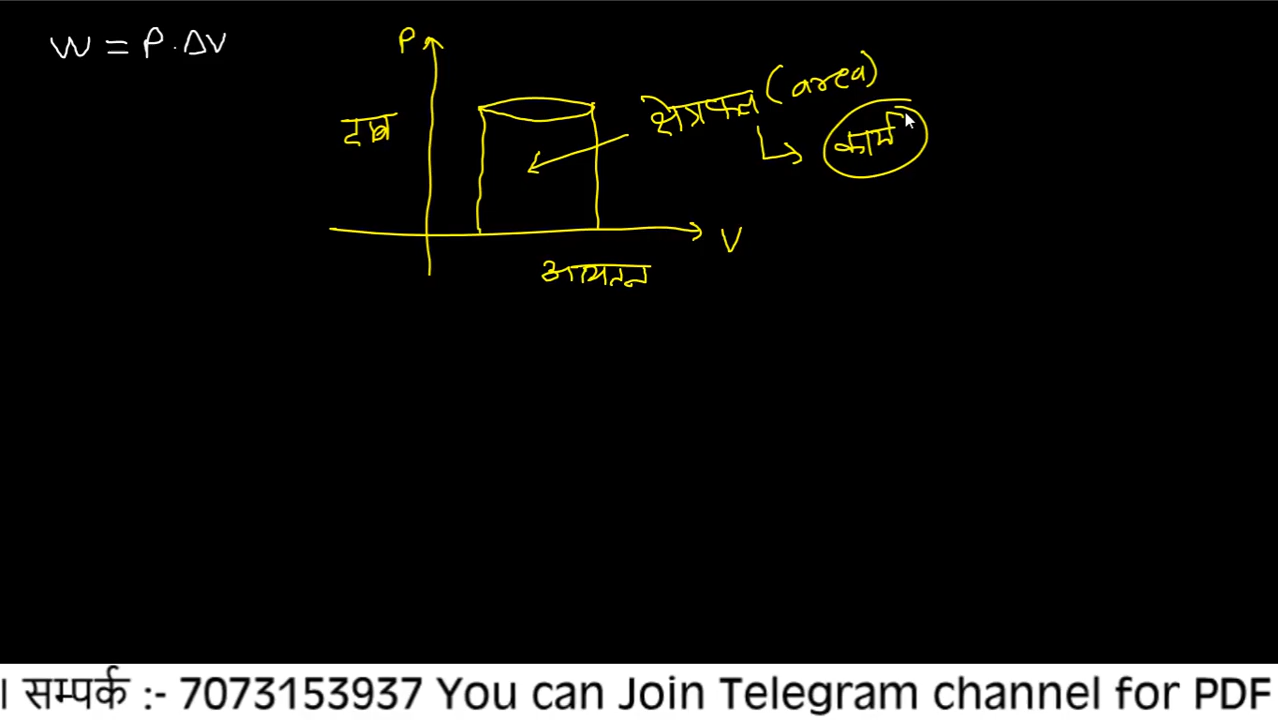 W = P.ΔV
P
दाब
क्षेत्रफल (area)
कार्य
V
आयतन
। सम्पर्क :- 7073153937 You can Join Telegram channel for PDF